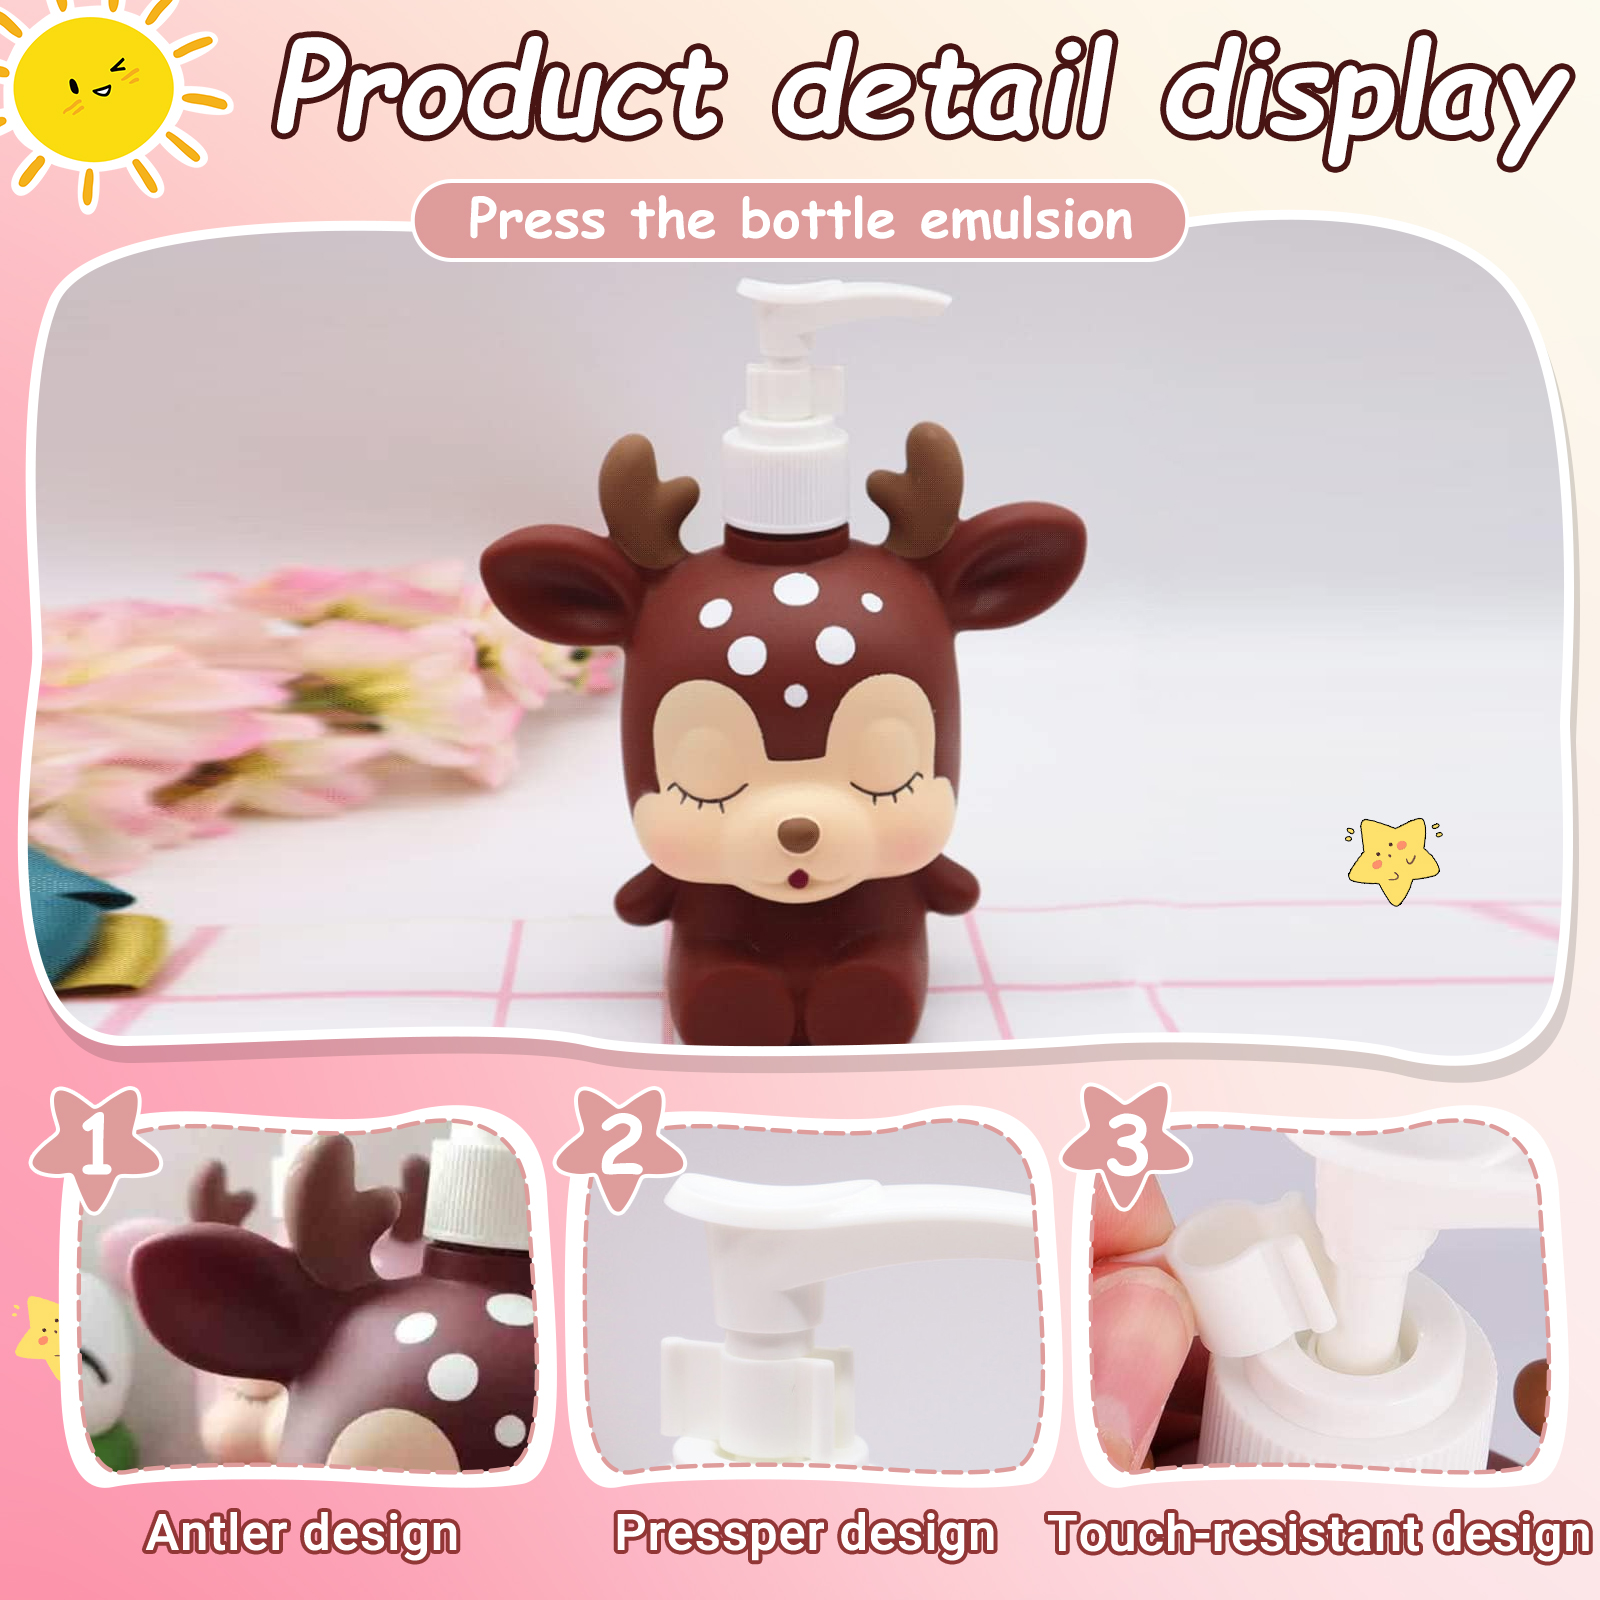 Product detail display
Press the bottle emulsion
1
2
3
Antler design
Pressper design
Touch-resistant design